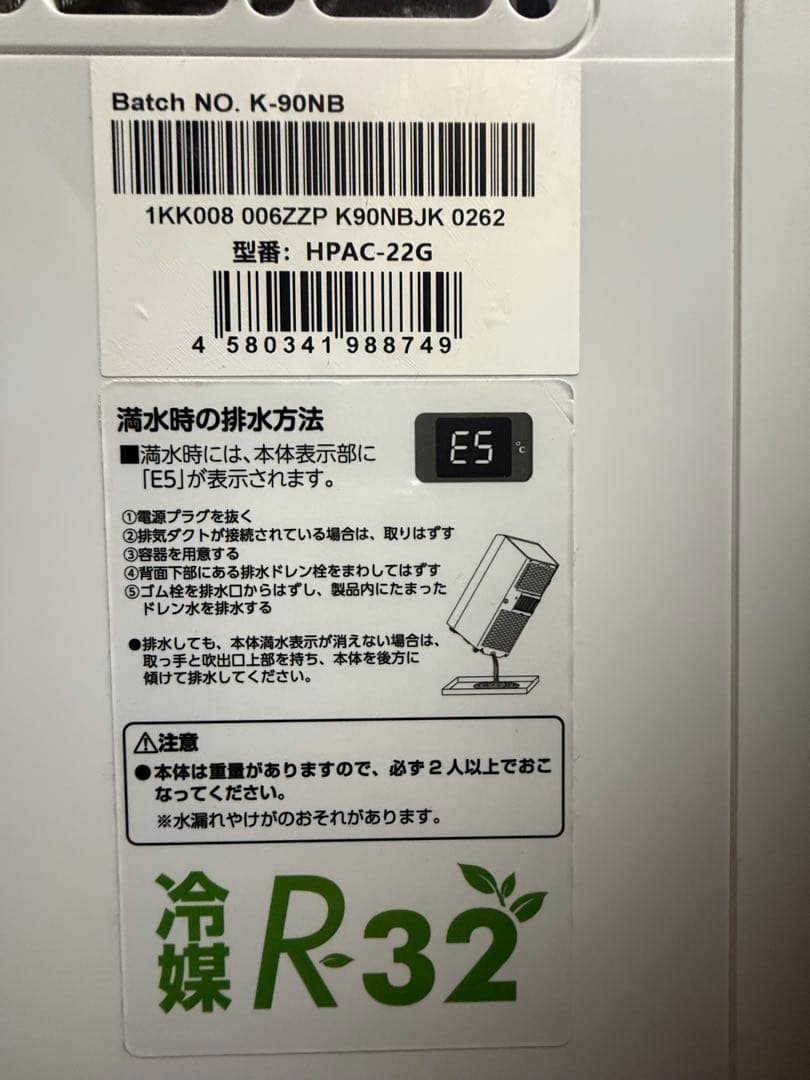 Batch NO. K-90NB
1KK008 006ZZP K90NBJK 0262
型番: HPAC-22G
4 580341 988749
満水時の排水方法
■満水時には、本体表示部に
「E5」が表示されます。
E5 ℃
①電源プラグを抜く
②排気ダクトが接続されている場合は、取りはずす
③容器を用意する
④背面下部にある排水ドレン栓をまわしてはずす
⑤ゴム栓を排水口からはずし、製品内にたまった
ドレン水を排水する
●排水しても、本体満水表示が消えない場合は、
取っ手と吹出口上部を持ち、本体を後方に
傾けて排水してください。
⚠注意
●本体は重量がありますので、必ず2人以上でおこ
なってください。
※水漏れやけがのおそれがあります。
冷媒 R-32